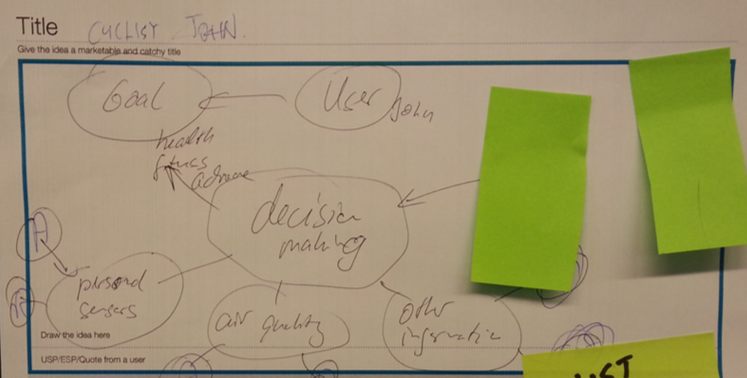 Title CYCLIST JOHN.
Give the idea a marketable and catchy title
Goal
User
John
health
fitness
achieve
decision
making
A
personal
sensors
air quality
other
information
Draw the idea here
USP/ESP/Quote from a user